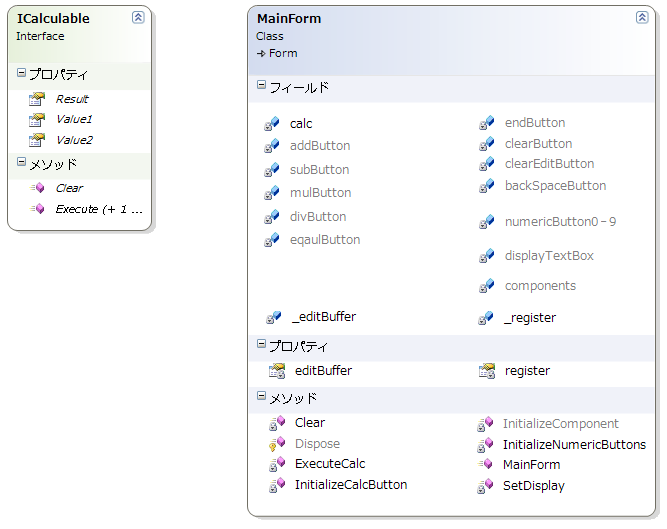 ICalculable
Interface
プロパティ
Result
Value1
Value2
メソッド
Clear
Execute (+ 1 ...
MainForm
Class
Form
フィールド
calc
addButton
subButton
mulButton
divButton
eqaulButton
_editBuffer
endButton
clearButton
clearEditButton
backSpaceButton
numericButton0-9
displayTextBox
components
_register
プロパティ
editBuffer
register
メソッド
Clear
Dispose
ExecuteCalc
InitializeCalcButton
InitializeComponent
InitializeNumericButtons
MainForm
SetDisplay